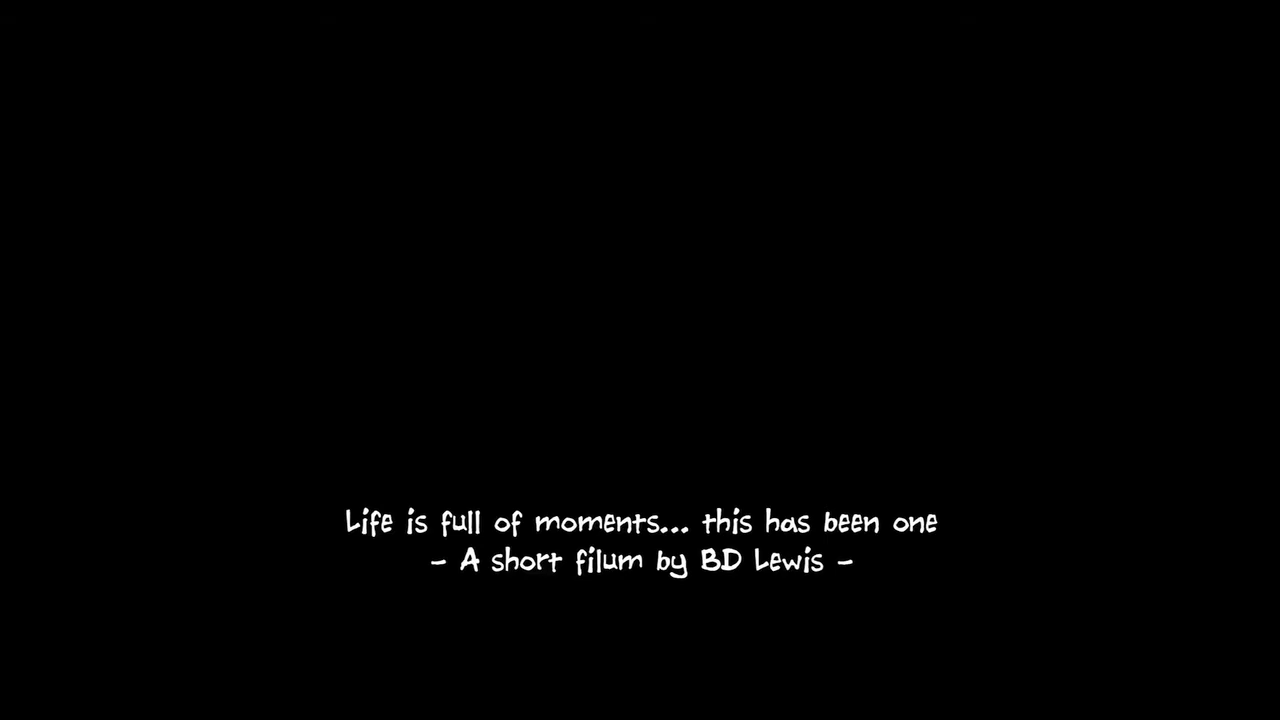 Life is full of moments... this has been one
- A short filum by BD Lewis -